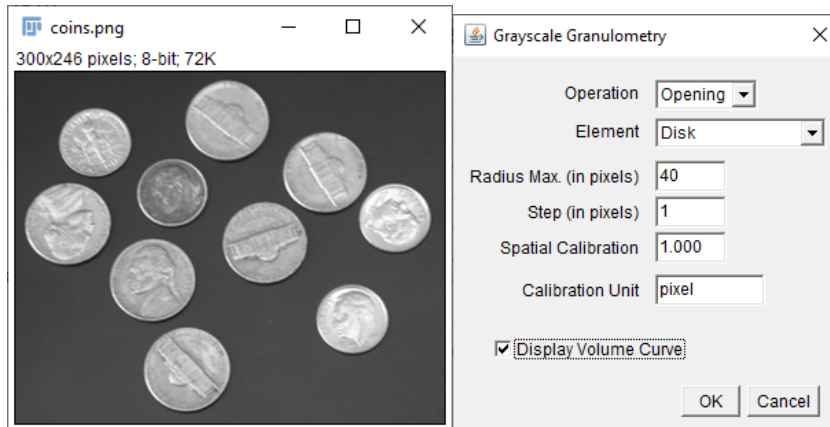 coins.png
300x246 pixels; 8-bit; 72K
Grayscale Granulometry
Operation Opening
Element Disk
Radius Max. (in pixels) 40
Step (in pixels) 1
Spatial Calibration 1.000
Calibration Unit pixel
Display Volume Curve
OK Cancel